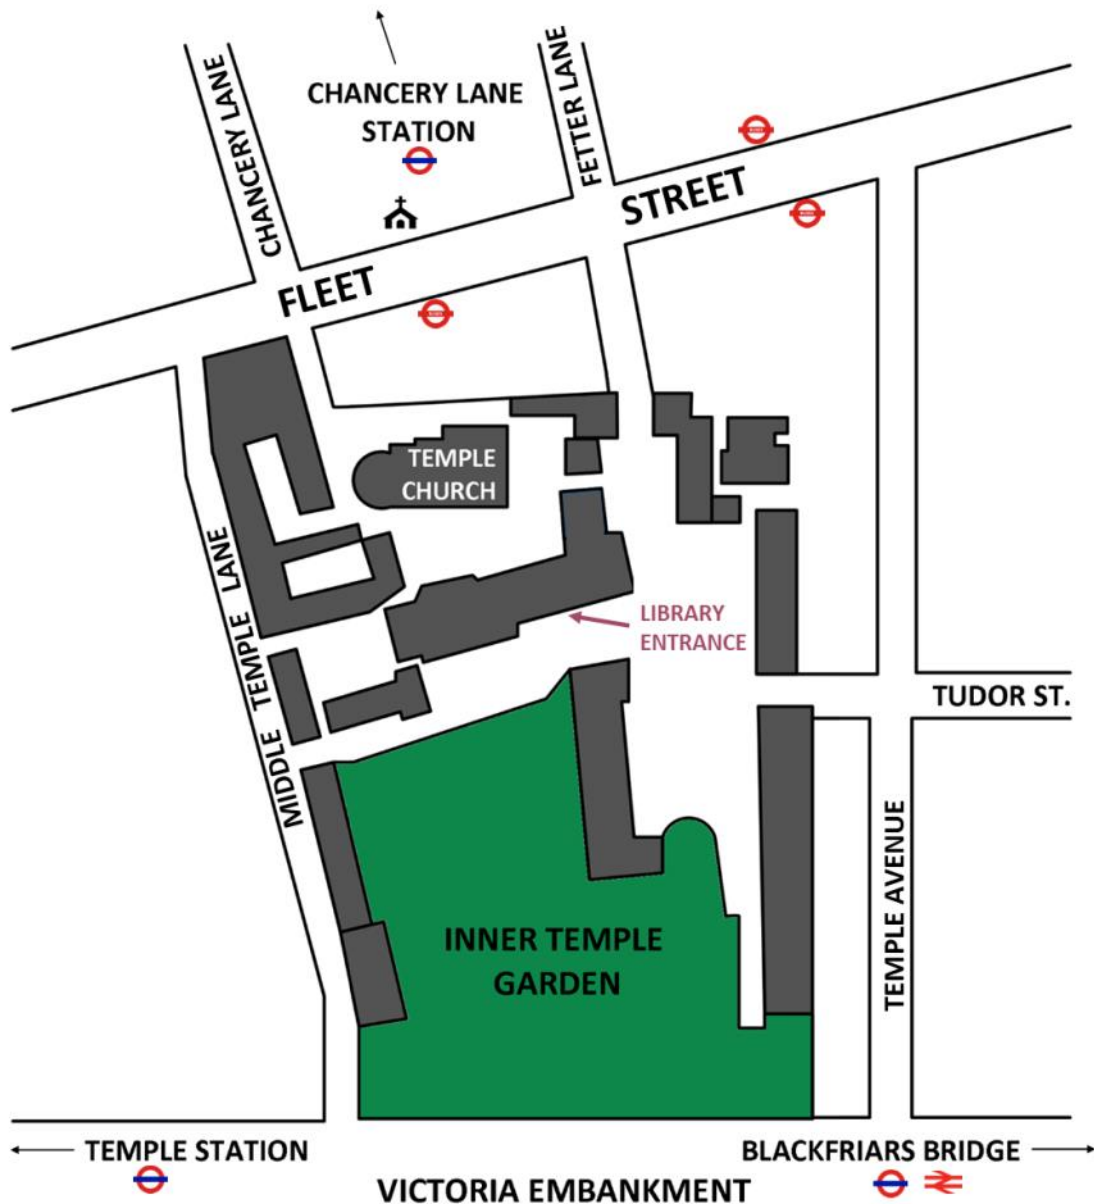 CHANCERY LANE
CHANCERY LANE
STATION
FETTER LANE
FLEET
STREET
TEMPLE
CHURCH
MIDDLE TEMPLE LANE
LIBRARY
ENTRANCE
TUDOR ST.
TEMPLE AVENUE
INNER TEMPLE
GARDEN
TEMPLE STATION
BLACKFRIARS BRIDGE
VICTORIA EMBANKMENT